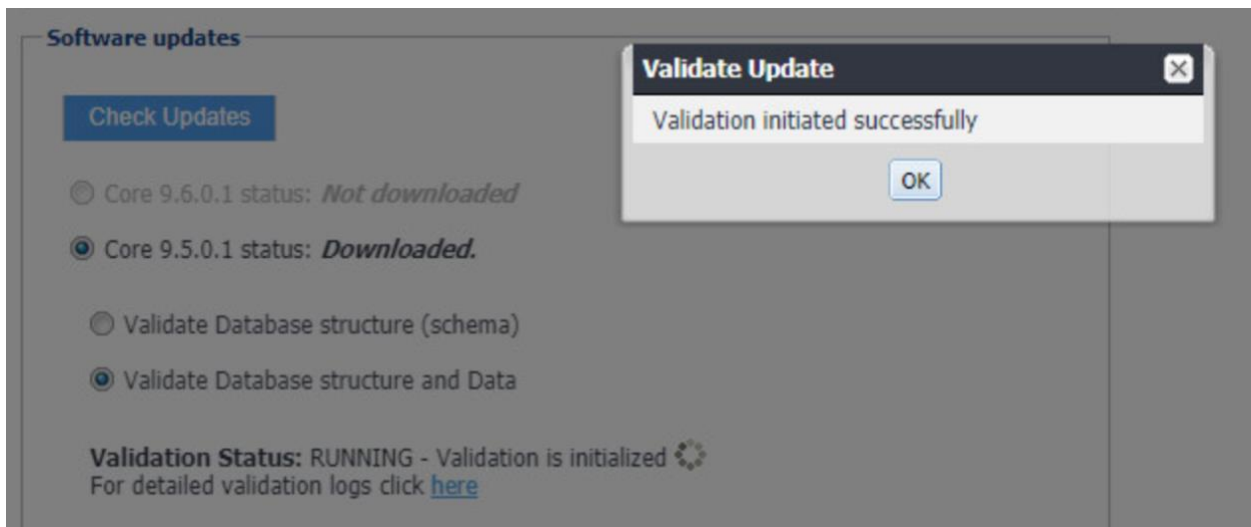 Software updates
Validate Update
Validation initiated successfully
OK
Check Updates
Core 9.6.0.1 status: Not downloaded
Core 9.5.0.1 status: Downloaded.
Validate Database structure (schema)
Validate Database structure and Data
Validation Status: RUNNING - Validation is initialized
For detailed validation logs click here